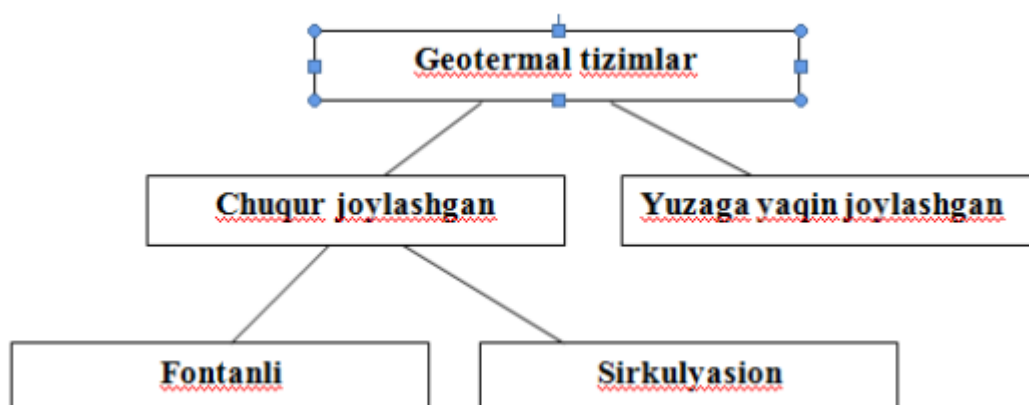 Geotermal tizimlar
Chuqur joylashgan
Yuzaga yaqin joylashgan
Fontanli
Sirkulyasion